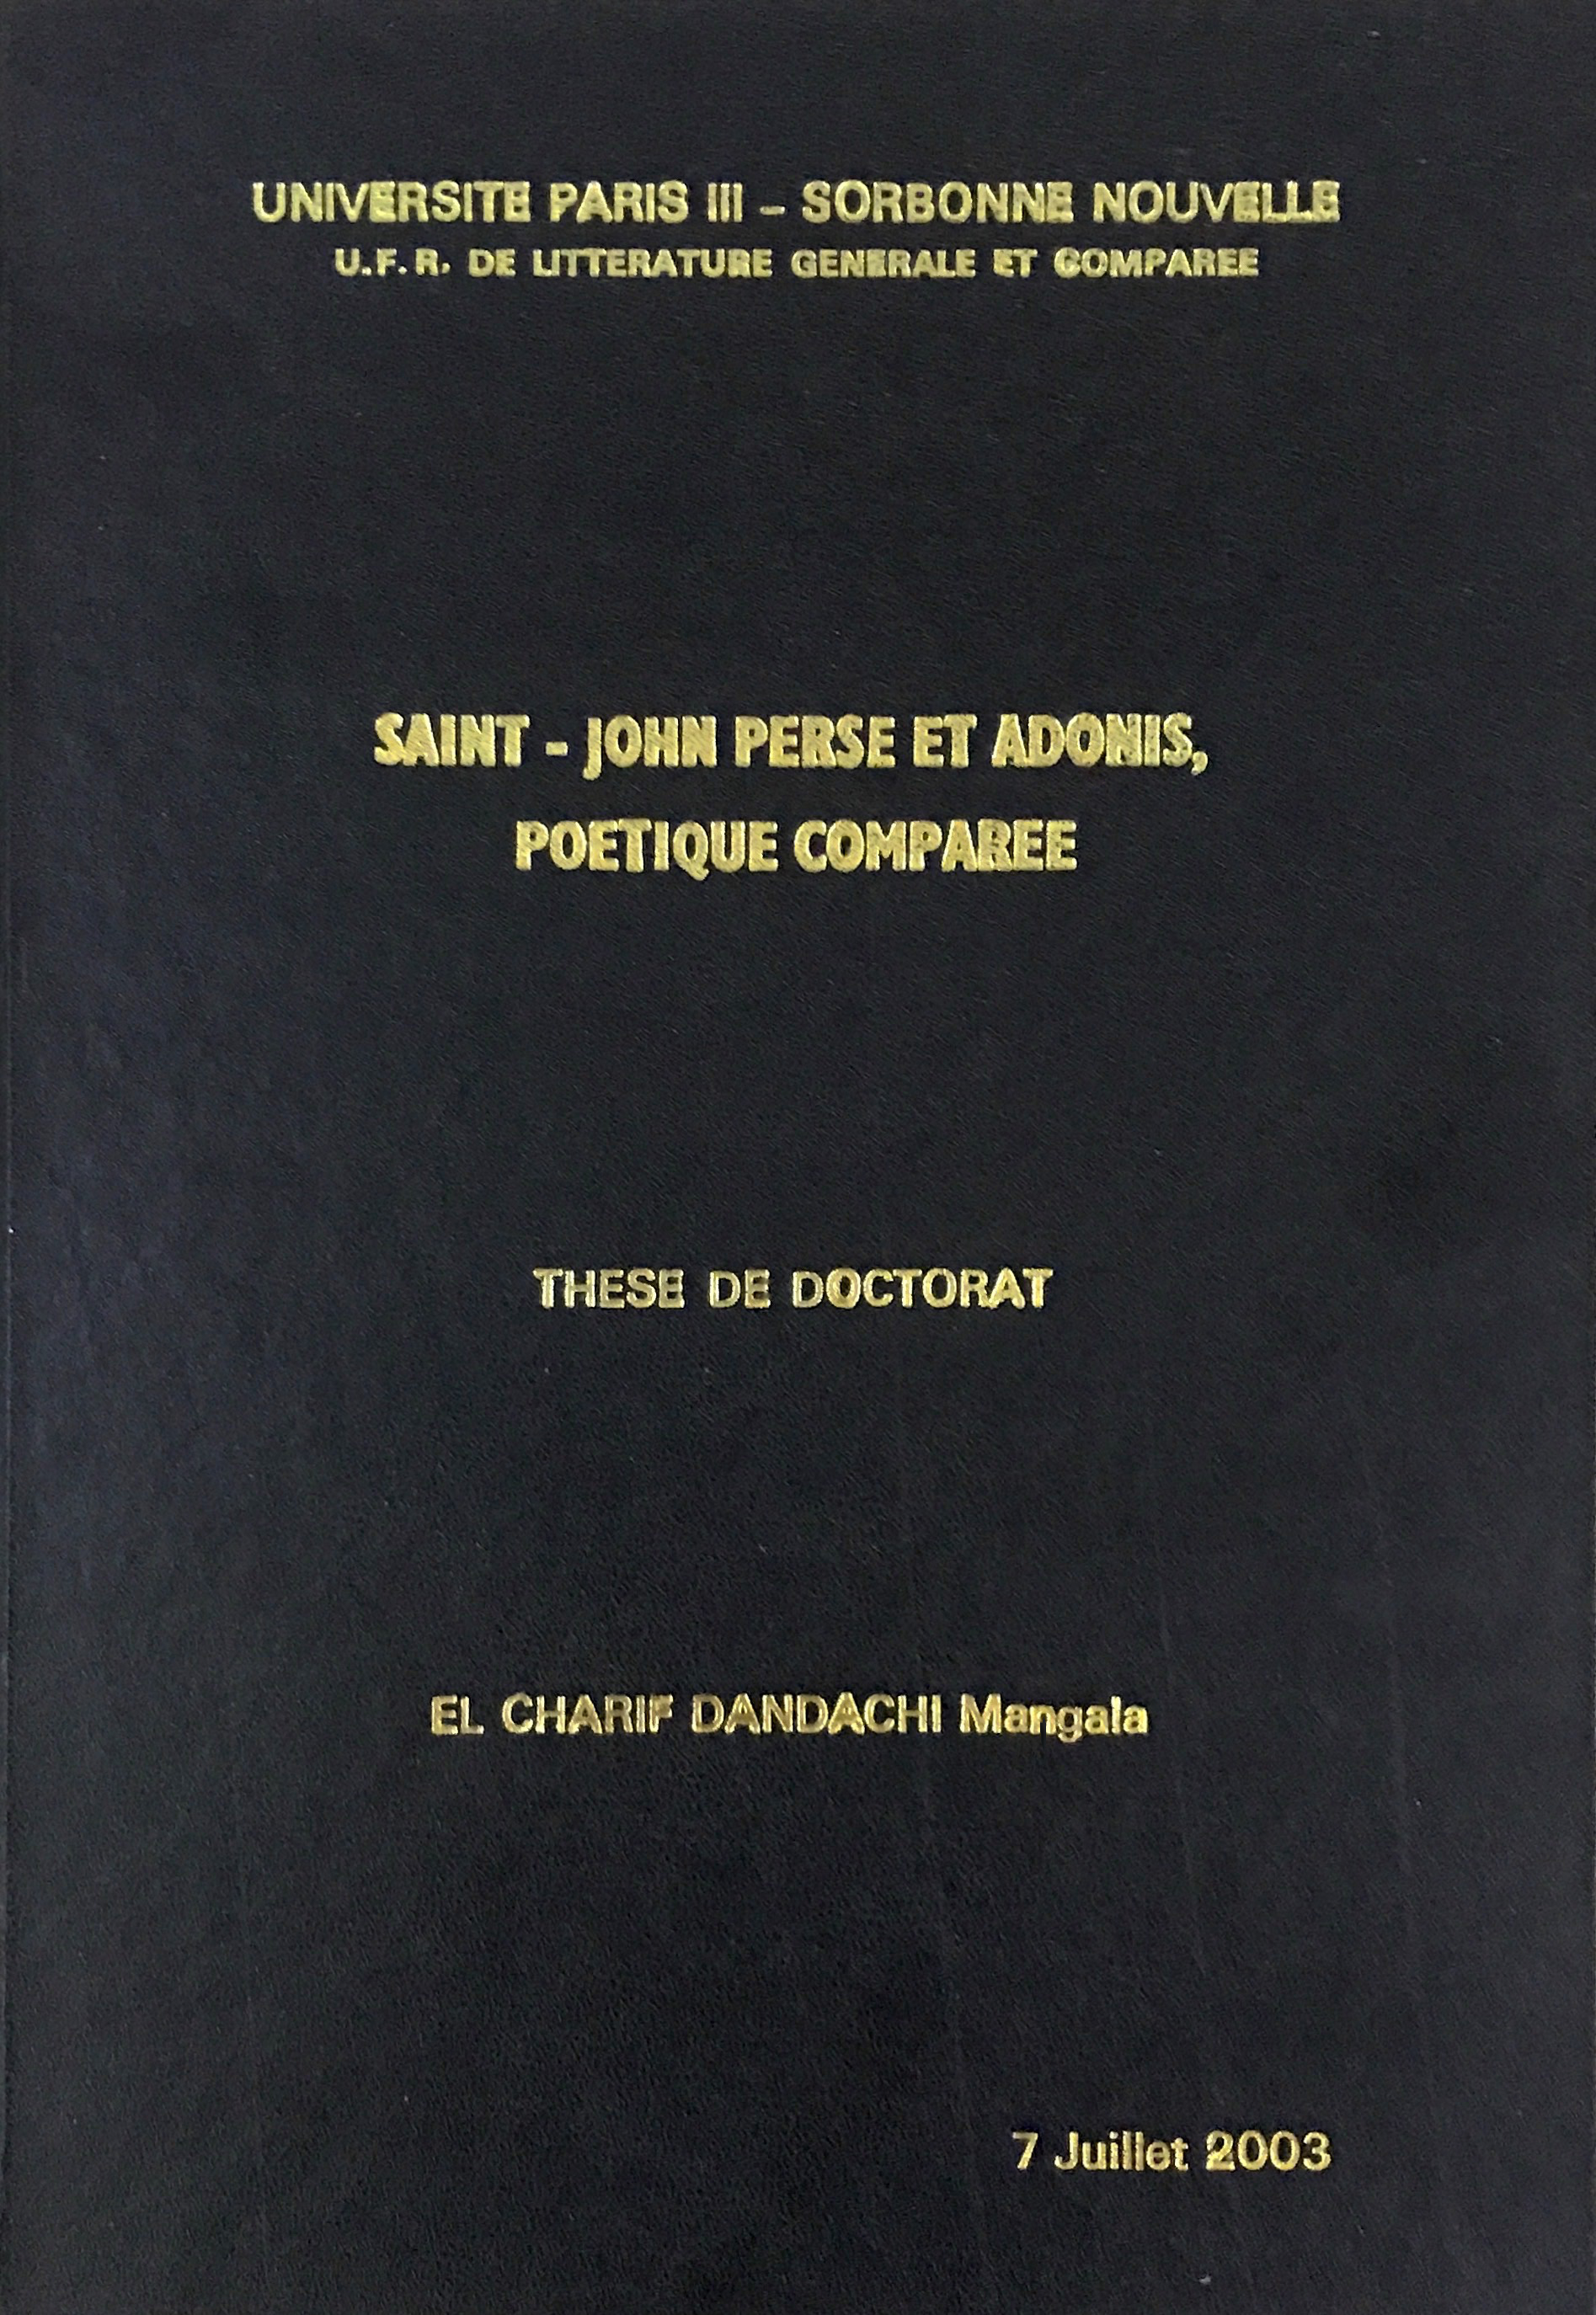 UNIVERSITE PARIS III – SORBONNE NOUVELLE
U.F.R. DE LITTERATURE GENERALE ET COMPAREE
SAINT - JOHN PERSE ET ADONIS,
POETIQUE COMPAREE
THESE DE DOCTORAT
EL CHARIF DANDACHI Mangala
7 Juillet 2003